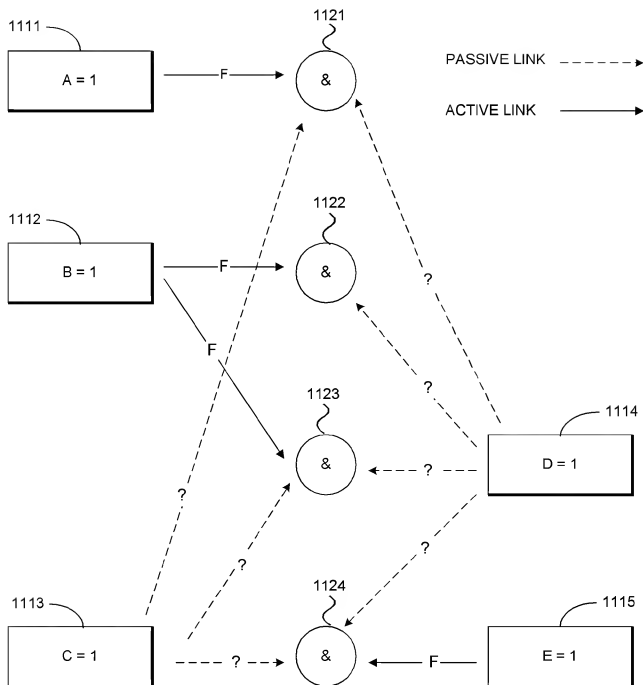 1111
1121
A = 1
F
&
PASSIVE LINK
ACTIVE LINK
1112
1122
B = 1
F
&
?
F
?
1123
1114
&
?
D = 1
?
?
?
1113
1124
1115
C = 1
?
&
F
E = 1